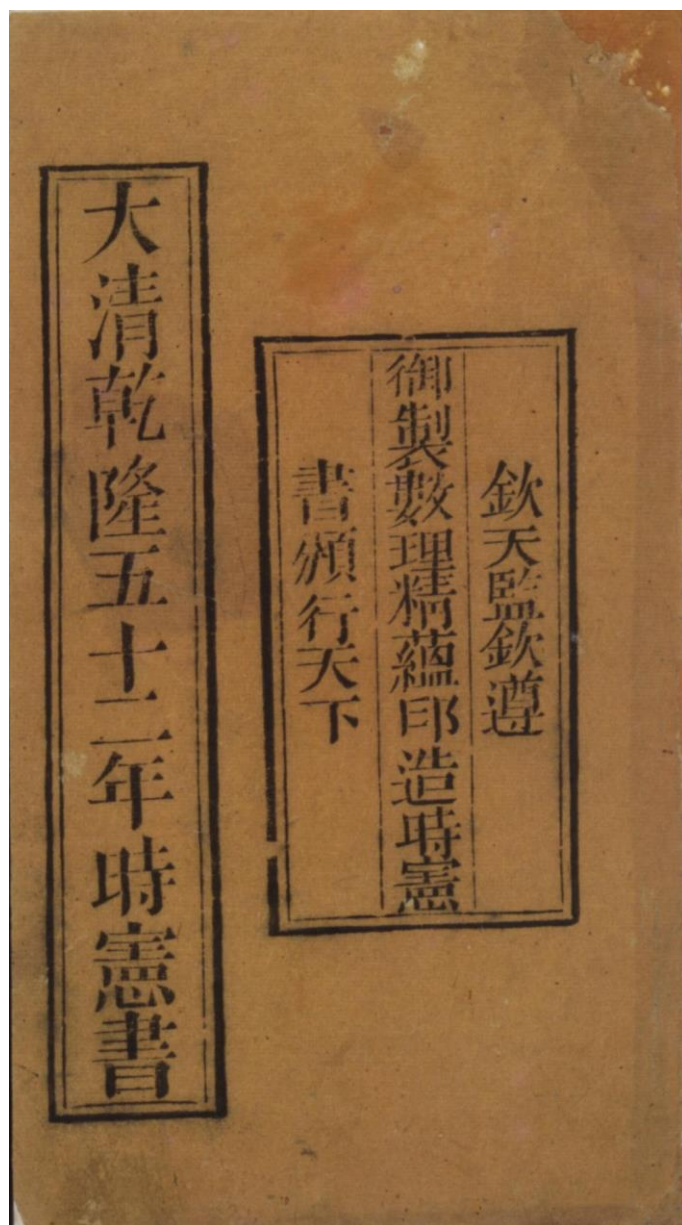 欽天監欽遵
御製數理精蘊印造時憲
書頒行天下
大清乾隆五十二年時憲書